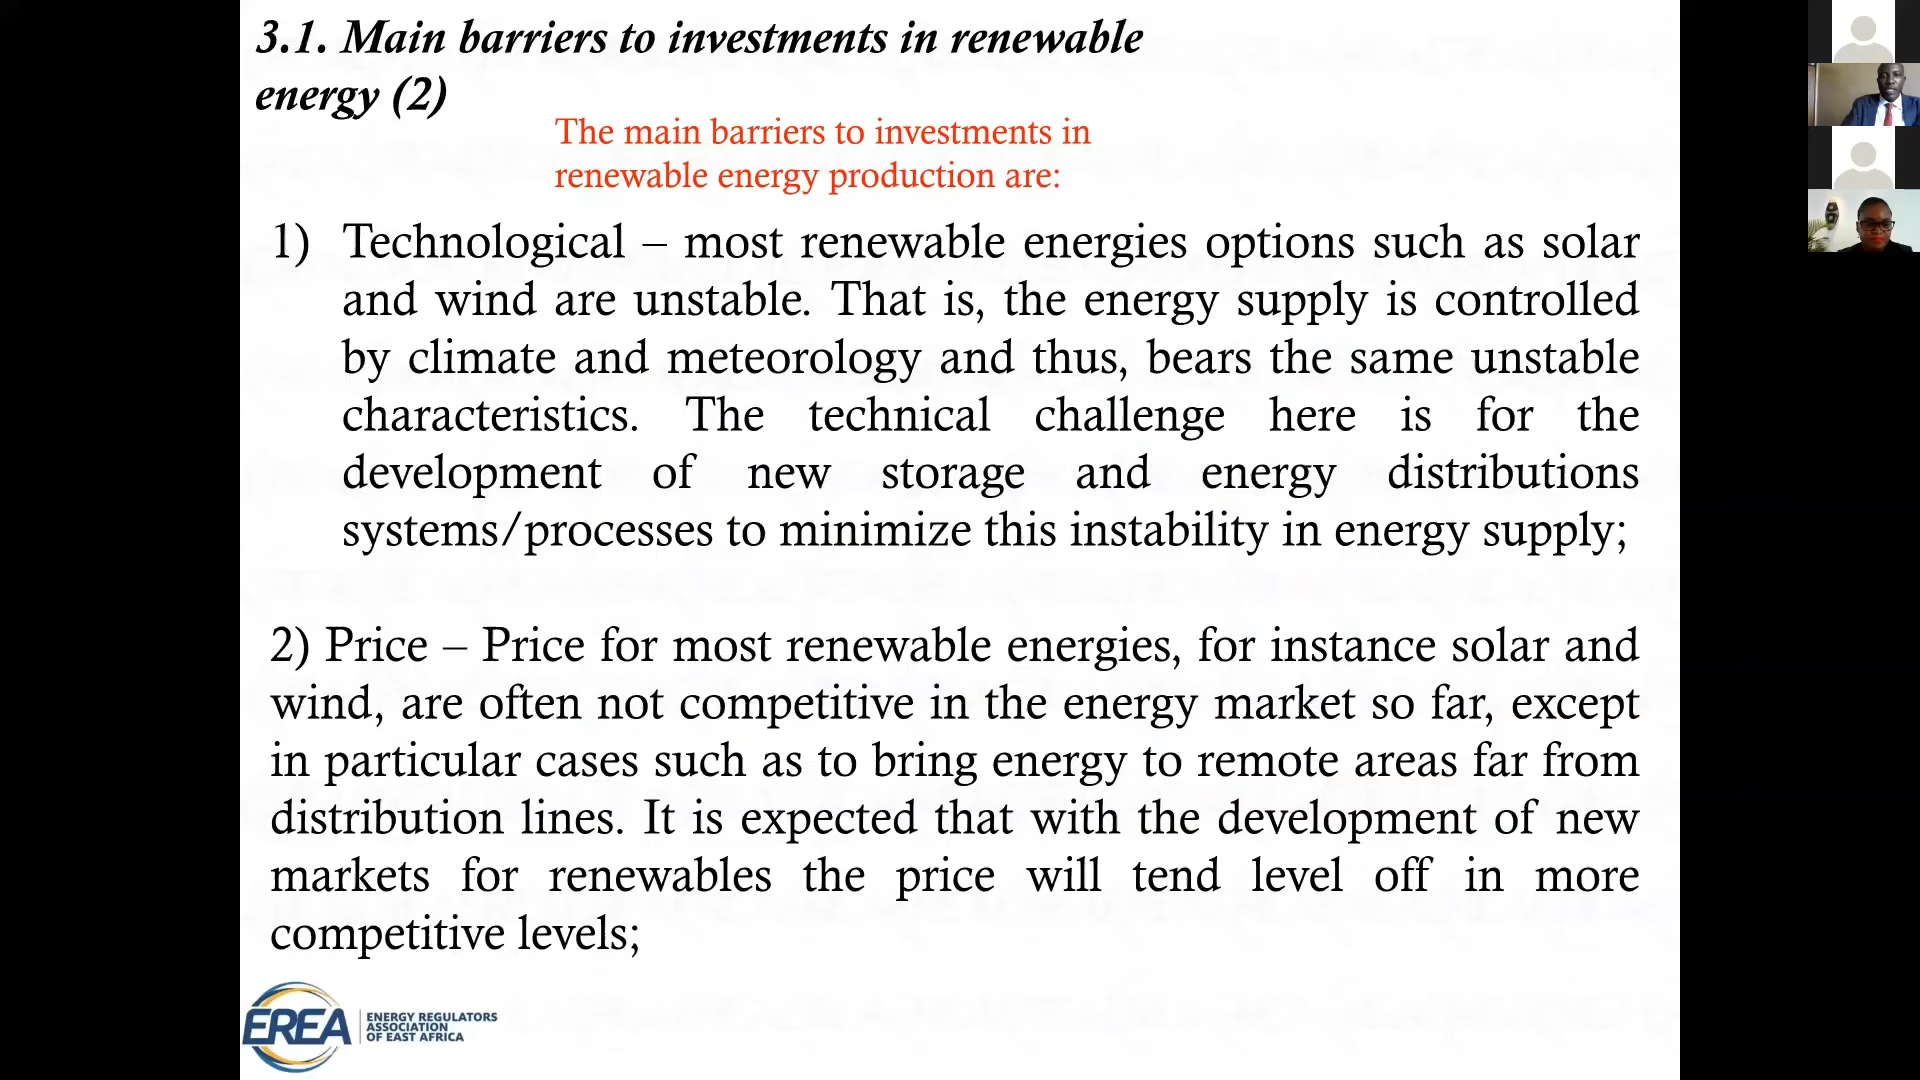 3.1. Main barriers to investments in renewable
energy (2)
The main barriers to investments in
renewable energy production are:
1) Technological – most renewable energies options such as solar
and wind are unstable. That is, the energy supply is controlled
by climate and meteorology and thus, bears the same unstable
characteristics. The technical challenge here is for the
development of new storage and energy distributions
systems/processes to minimize this instability in energy supply;
2) Price – Price for most renewable energies, for instance solar and
wind, are often not competitive in the energy market so far, except
in particular cases such as to bring energy to remote areas far from
distribution lines. It is expected that with the development of new
markets for renewables the price will tend level off in more
competitive levels;
EREA
ENERGY REGULATORS
ASSOCIATION
OF EAST AFRICA